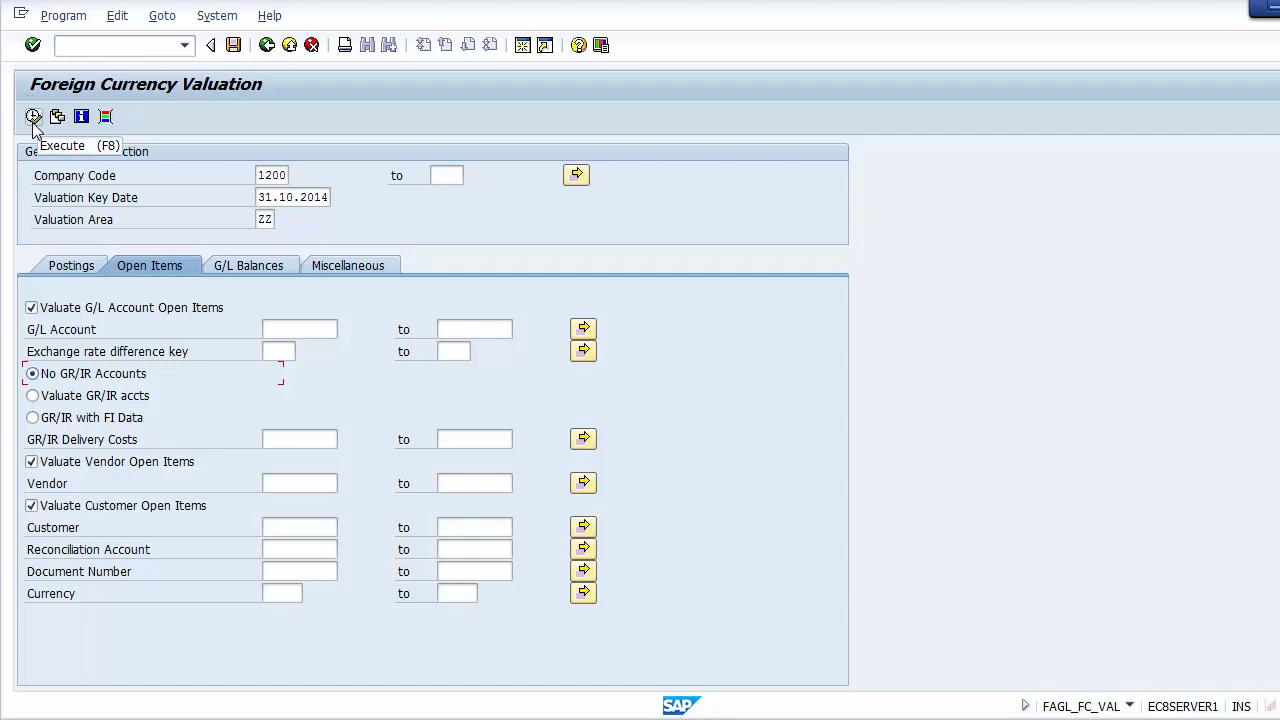 Program Edit Goto System Help
Foreign Currency Valuation
Execute (F8)
Ge ction
Company Code 1200 to
Valuation Key Date 31.10.2014
Valuation Area ZZ
Postings Open Items G/L Balances Miscellaneous
Valuate G/L Account Open Items
G/L Account to
Exchange rate difference key to
No GR/IR Accounts
Valuate GR/IR accts
GR/IR with FI Data
GR/IR Delivery Costs to
Valuate Vendor Open Items
Vendor to
Valuate Customer Open Items
Customer to
Reconciliation Account to
Document Number to
Currency to
SAP FAGL_FC_VAL EC8SERVER1 INS